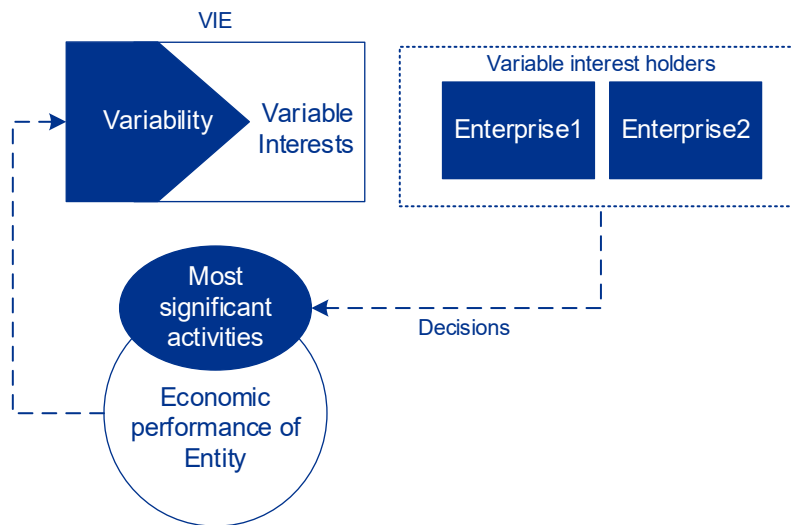 VIE
Variability
Variable
Interests
Variable interest holders
Enterprise1
Enterprise2
Most
significant
activities
Decisions
Economic
performance of
Entity